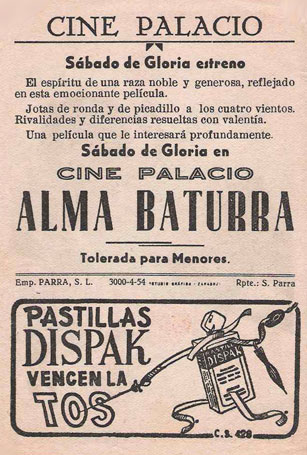 CINE PALACIO
Sábado de Gloria estreno
El espíritu de una raza noble y generosa, reflejado
en esta emocionante película.
Jotas de ronda y de picadillo a los cuatro vientos.
Rivalidades y diferencias resueltas con valentía.
Una película que le interesará profundamente.
Sábado de Gloria en
CINE PALACIO
ALMA BATURRA
Tolerada para Menores.
Emp. PARRA, S. L. 3000-4-54 Rpte.: S. Parra
PASTILLAS
DISPAK
VENCEN LA
TOS
DISPAK
C.S. 428